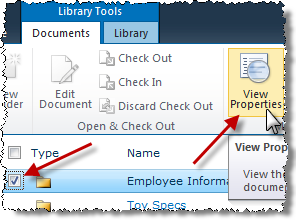 Library Tools
Documents
Library
Edit
Document
Check Out
Check In
Discard Check Out
View
Properties
Open & Check Out
Type
Name
View Prop
View the
docume
Employee Informa
Toy Specs